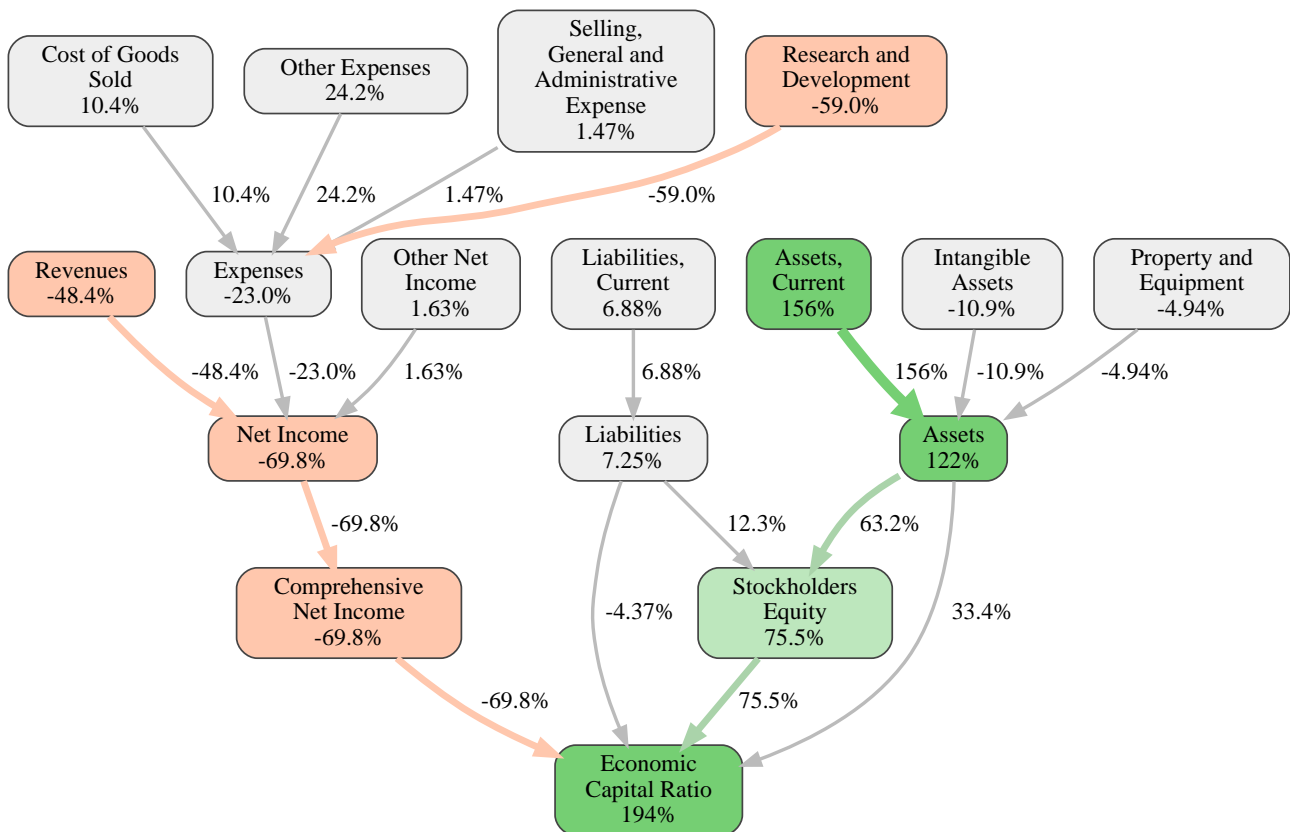 Cost of Goods
Sold
10.4%
Other Expenses
24.2%
Selling,
General and
Administrative
Expense
1.47%
Research and
Development
-59.0%
10.4%
24.2%
1.47%
-59.0%
Revenues
-48.4%
Expenses
-23.0%
Other Net
Income
1.63%
Liabilities,
Current
6.88%
Assets,
Current
156%
Intangible
Assets
-10.9%
Property and
Equipment
-4.94%
-48.4%
-23.0%
1.63%
6.88%
156%
-10.9%
-4.94%
Net Income
-69.8%
Liabilities
7.25%
Assets
122%
-69.8%
12.3%
63.2%
Comprehensive
Net Income
-69.8%
-4.37%
Stockholders
Equity
75.5%
33.4%
-69.8%
75.5%
Economic
Capital Ratio
194%